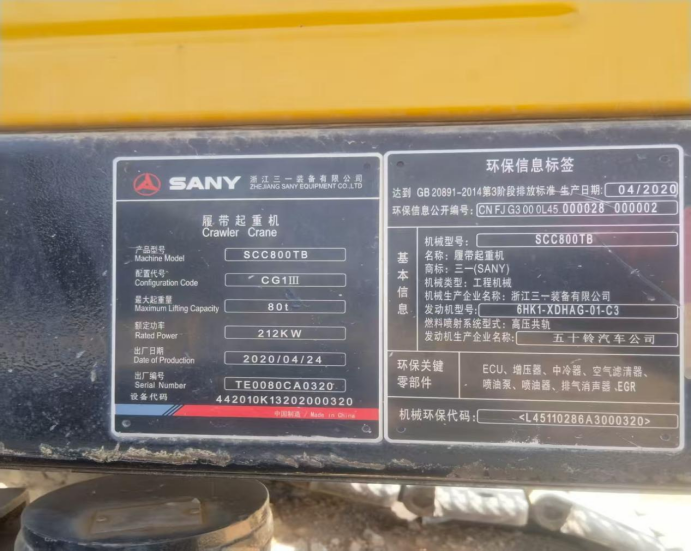 SANY 浙江三一装备有限公司
ZHEJIANG SANY EQUIPMENT CO.,LTD
履带起重机
Crawler Crane
产品型号
Machine Model SCC800TB
配置代号
Configuration Code CG1III
最大起重量
Maximum Lifting Capacity 80t
额定功率
Rated Power 212KW
出厂日期
Date of Production 2020/04/24
出厂编号
Serial Number TE0080CA0320
设备代码 442010K13202000320
中国制造 / Made in China
环保信息标签
达到 GB 20891-2014第3阶段排放标准 生产日期: 04/2020
环保信息公开编号: CN FJ G3 00 0L45 000028 000002
基本信息
机械型号: SCC800TB
名称: 履带起重机
商标: 三一(SANY)
机械类型: 工程机械
机械生产企业名称: 浙江三一装备有限公司
发动机型号: 6HK1-XDHAG-01-C3
燃料喷射系统型式: 高压共轨
发动机生产企业名称: 五十铃汽车公司
环保关键
零部件
ECU、增压器、中冷器、空气滤清器、
喷油泵、喷油器、排气消声器、EGR
机械环保代码: <L45110286A3000320>